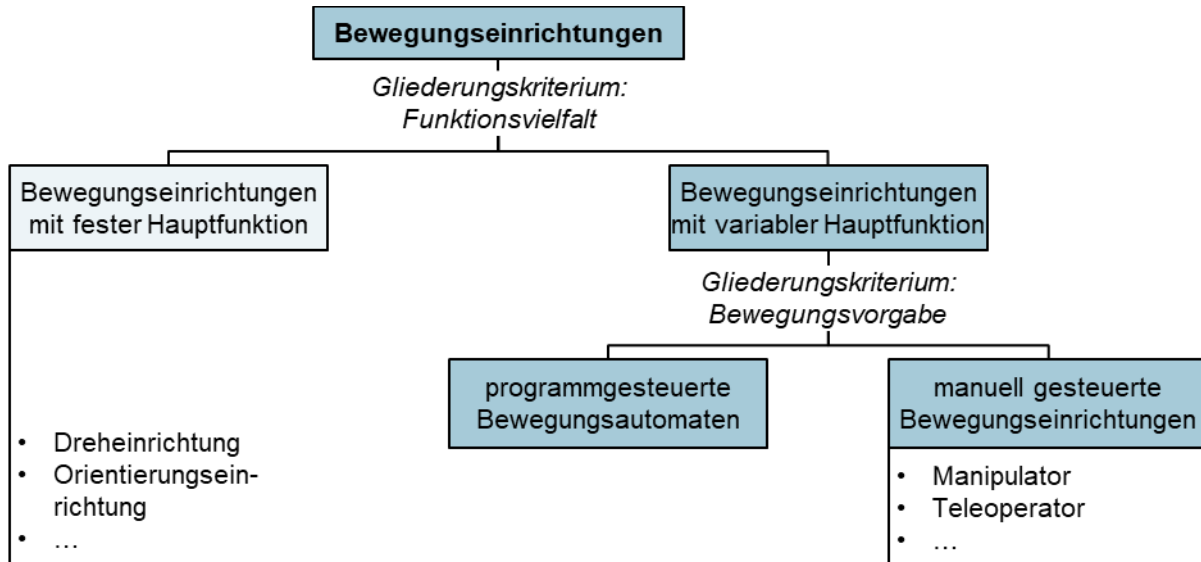 Bewegungseinrichtungen
Gliederungskriterium:
Funktionsvielfalt
Bewegungseinrichtungen
mit fester Hauptfunktion
Bewegungseinrichtungen
mit variabler Hauptfunktion
Gliederungskriterium:
Bewegungsvorgabe
programmgesteuerte
Bewegungsautomaten
manuell gesteuerte
Bewegungseinrichtungen
• Dreheinrichtung
• Orientierungsein-
richtung
• …
• Manipulator
• Teleoperator
• …